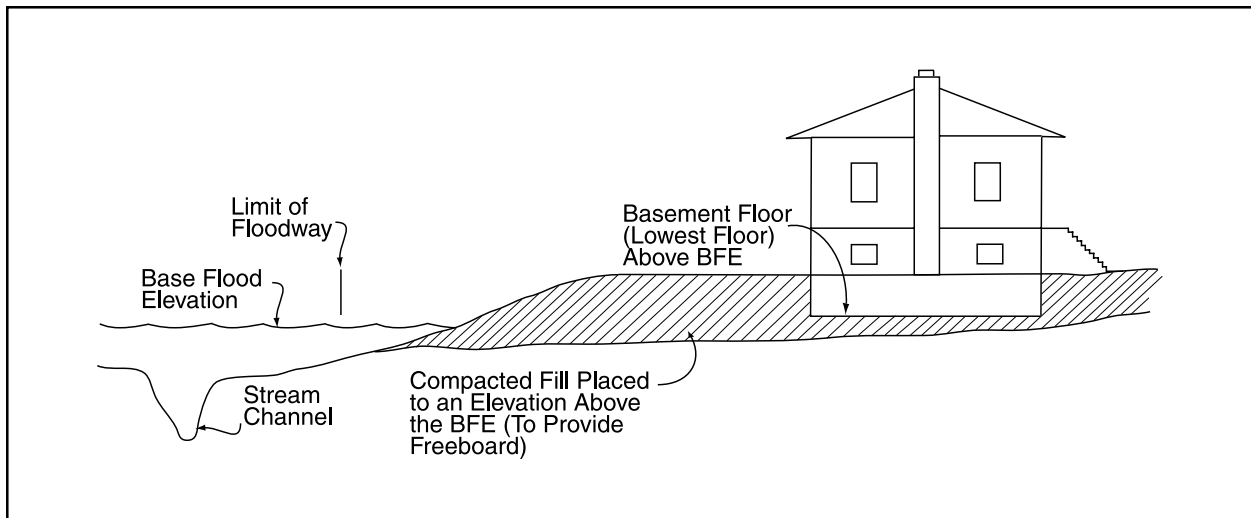 Limit of
Floodway
Base Flood
Elevation
Basement Floor
(Lowest Floor)
Above BFE
Stream
Channel
Compacted Fill Placed
to an Elevation Above
the BFE (To Provide
Freeboard)